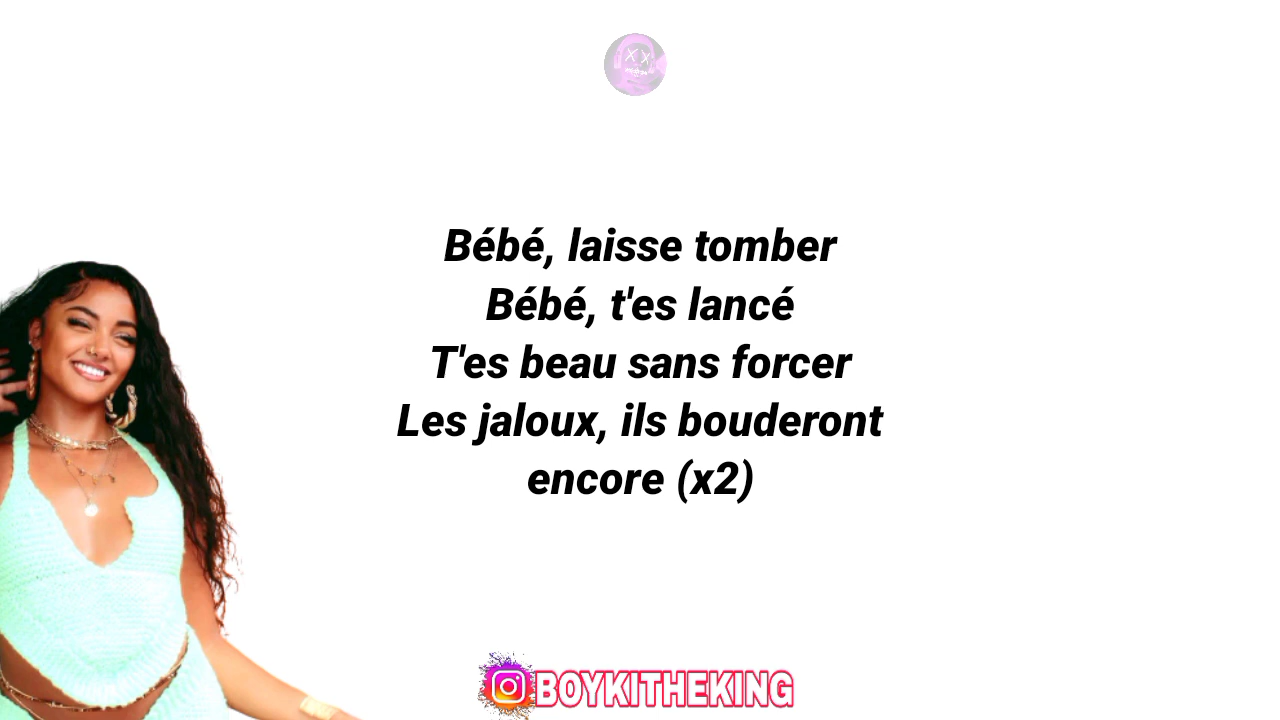 Bébé, laisse tomber
Bébé, t'es lancé
T'es beau sans forcer
Les jaloux, ils bouderont
encore (x2)
BOYKITHEKING